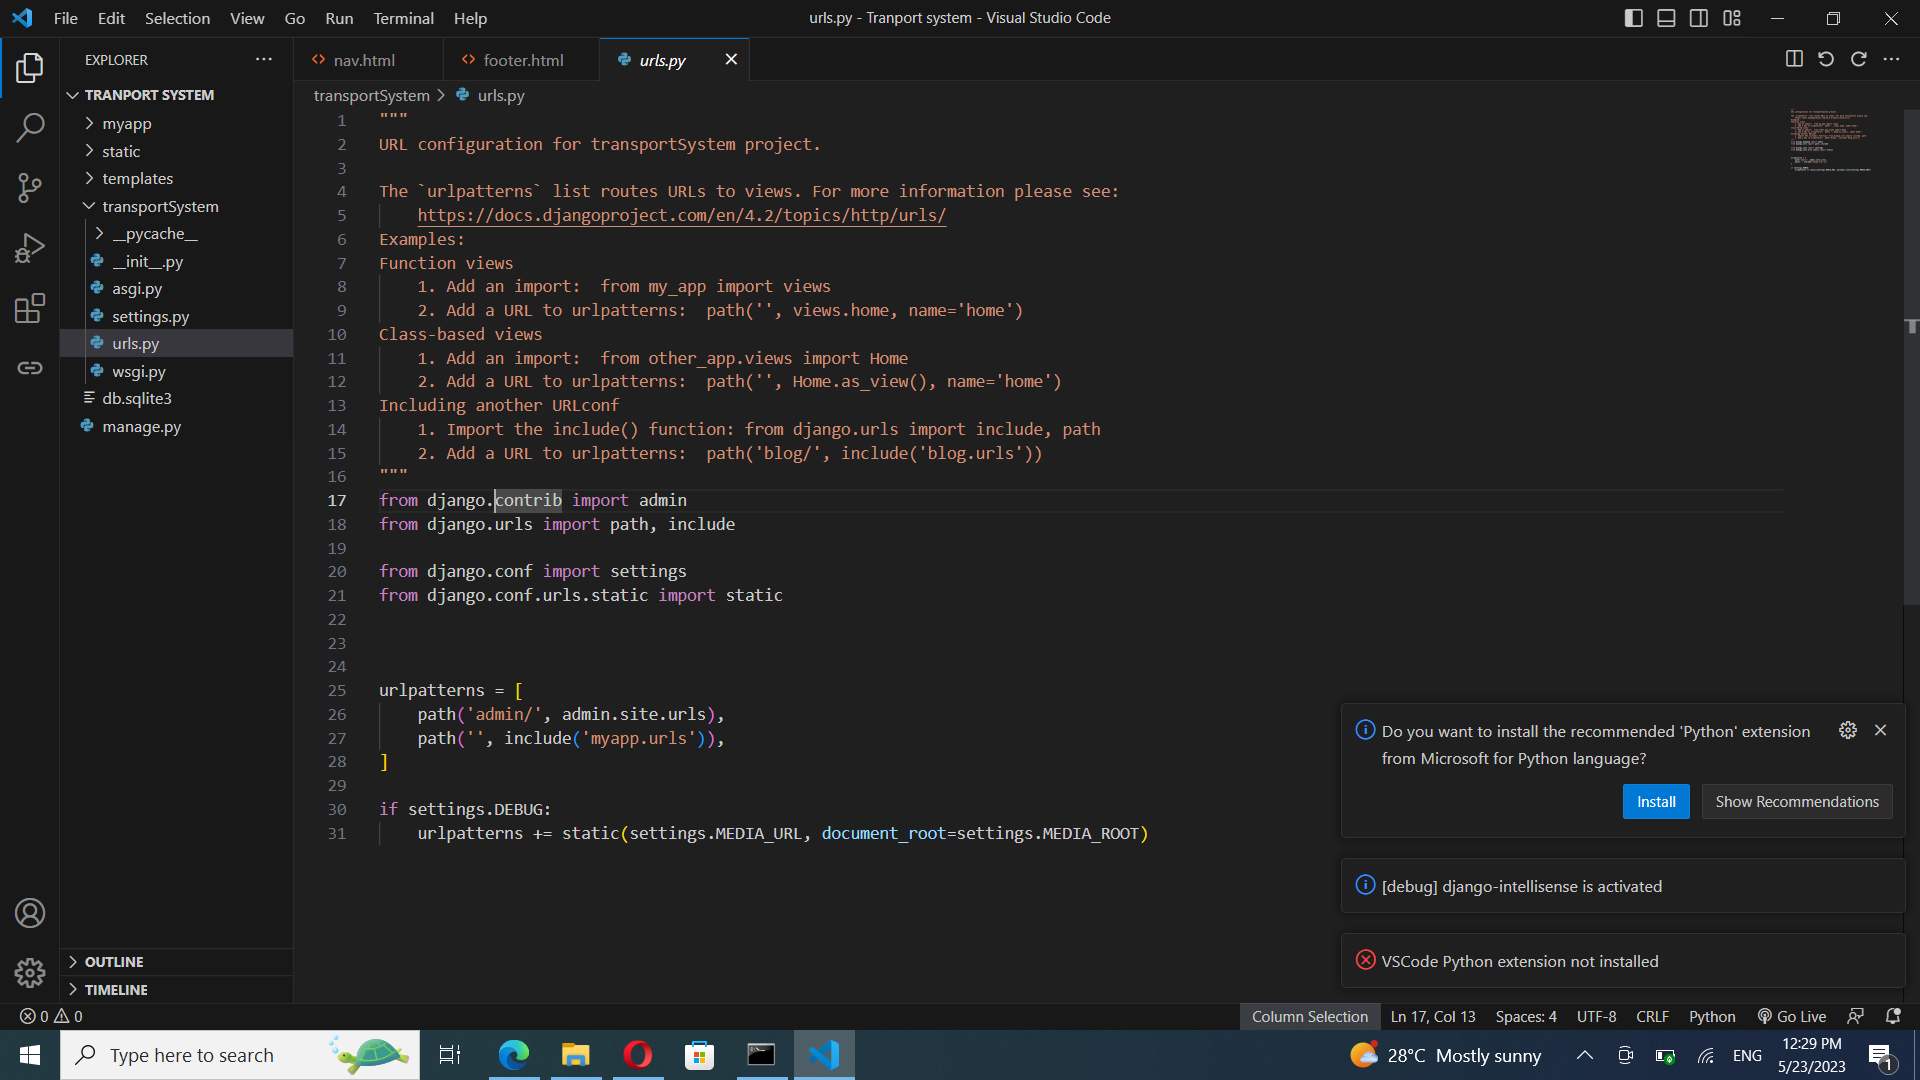 File Edit Selection View Go Run Terminal Help
urls.py - Tranport system - Visual Studio Code
EXPLORER
TRANPORT SYSTEM
myapp
static
templates
transportSystem
__pycache__
__init__.py
asgi.py
settings.py
urls.py
wsgi.py
db.sqlite3
manage.py
OUTLINE
TIMELINE
nav.html
footer.html
urls.py
transportSystem > urls.py
1 """
2 URL configuration for transportSystem project.
3
4 The `urlpatterns` list routes URLs to views. For more information please see:
5 https://docs.djangoproject.com/en/4.2/topics/http/urls/
6 Examples:
7 Function views
8 1. Add an import:  from my_app import views
9 2. Add a URL to urlpatterns:  path('', views.home, name='home')
10 Class-based views
11 1. Add an import:  from other_app.views import Home
12 2. Add a URL to urlpatterns:  path('', Home.as_view(), name='home')
13 Including another URLconf
14 1. Import the include() function: from django.urls import include, path
15 2. Add a URL to urlpatterns:  path('blog/', include('blog.urls'))
16 """
17 from django.contrib import admin
18 from django.urls import path, include
19
20 from django.conf import settings
21 from django.conf.urls.static import static
22
23
24
25 urlpatterns = [
26 path('admin/', admin.site.urls),
27 path('', include('myapp.urls')),
28 ]
29
30 if settings.DEBUG:
31 urlpatterns += static(settings.MEDIA_URL, document_root=settings.MEDIA_ROOT)
Do you want to install the recommended 'Python' extension
from Microsoft for Python language?
Install
Show Recommendations
[debug] django-intellisense is activated
VSCode Python extension not installed
0 0
Column Selection
Ln 17, Col 13
Spaces: 4
UTF-8
CRLF
Python
Go Live
Type here to search
28°C Mostly sunny
ENG
12:29 PM
5/23/2023
1